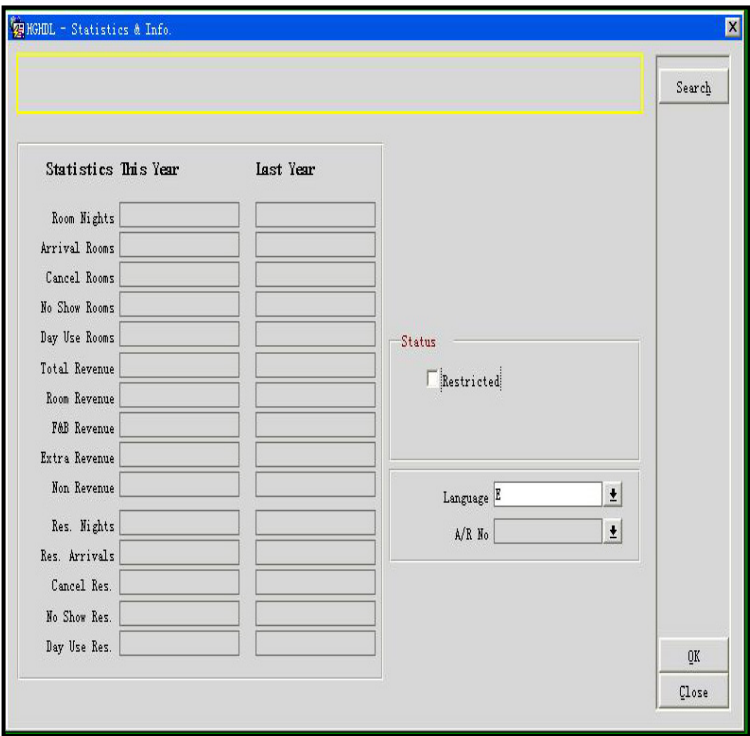 HGHDL - Statistics & Info.
Search
Statistics This Year Last Year
Room Nights
Arrival Rooms
Cancel Rooms
No Show Rooms
Day Use Rooms
Total Revenue
Room Revenue
F&B Revenue
Extra Revenue
Non Revenue
Res. Nights
Res. Arrivals
Cancel Res.
No Show Res.
Day Use Res.
Status
Restricted
Language E
A/R No
OK
Close